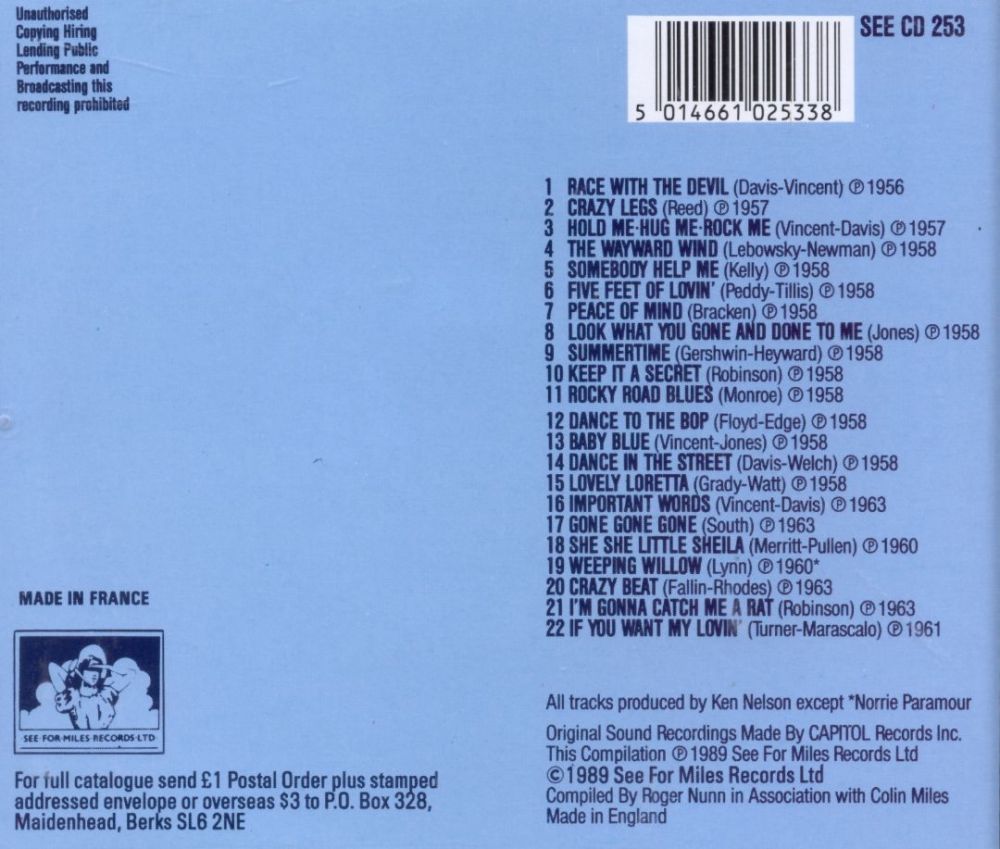 Unauthorised
Copying Hiring
Lending Public
Performance and
Broadcasting this
recording prohibited
SEE CD 253
5 014661 025338
1 RACE WITH THE DEVIL (Davis-Vincent) ℗ 1956
2 CRAZY LEGS (Reed) ℗ 1957
3 HOLD ME·HUG ME·ROCK ME (Vincent-Davis) ℗ 1957
4 THE WAYWARD WIND (Lebowsky-Newman) ℗ 1958
5 SOMEBODY HELP ME (Kelly) ℗ 1958
6 FIVE FEET OF LOVIN' (Peddy-Tillis) ℗ 1958
7 PEACE OF MIND (Bracken) ℗ 1958
8 LOOK WHAT YOU GONE AND DONE TO ME (Jones) ℗ 1958
9 SUMMERTIME (Gershwin-Heyward) ℗ 1958
10 KEEP IT A SECRET (Robinson) ℗ 1958
11 ROCKY ROAD BLUES (Monroe) ℗ 1958
12 DANCE TO THE BOP (Floyd-Edge) ℗ 1958
13 BABY BLUE (Vincent-Jones) ℗ 1958
14 DANCE IN THE STREET (Davis-Welch) ℗ 1958
15 LOVELY LORETTA (Grady-Watt) ℗ 1958
16 IMPORTANT WORDS (Vincent-Davis) ℗ 1963
17 GONE GONE GONE (South) ℗ 1963
18 SHE SHE LITTLE SHEILA (Merritt-Pullen) ℗ 1960
19 WEEPING WILLOW (Lynn) ℗ 1960*
20 CRAZY BEAT (Fallin-Rhodes) ℗ 1963
21 I'M GONNA CATCH ME A RAT (Robinson) ℗ 1963
22 IF YOU WANT MY LOVIN' (Turner-Marascalo) ℗ 1961
MADE IN FRANCE
SEE·FOR·MILES·RECORDS·LTD
For full catalogue send £1 Postal Order plus stamped
addressed envelope or overseas $3 to P.O. Box 328,
Maidenhead, Berks SL6 2NE
All tracks produced by Ken Nelson except *Norrie Paramour
Original Sound Recordings Made By CAPITOL Records Inc.
This Compilation ℗ 1989 See For Miles Records Ltd
© 1989 See For Miles Records Ltd
Compiled By Roger Nunn in Association with Colin Miles
Made in England